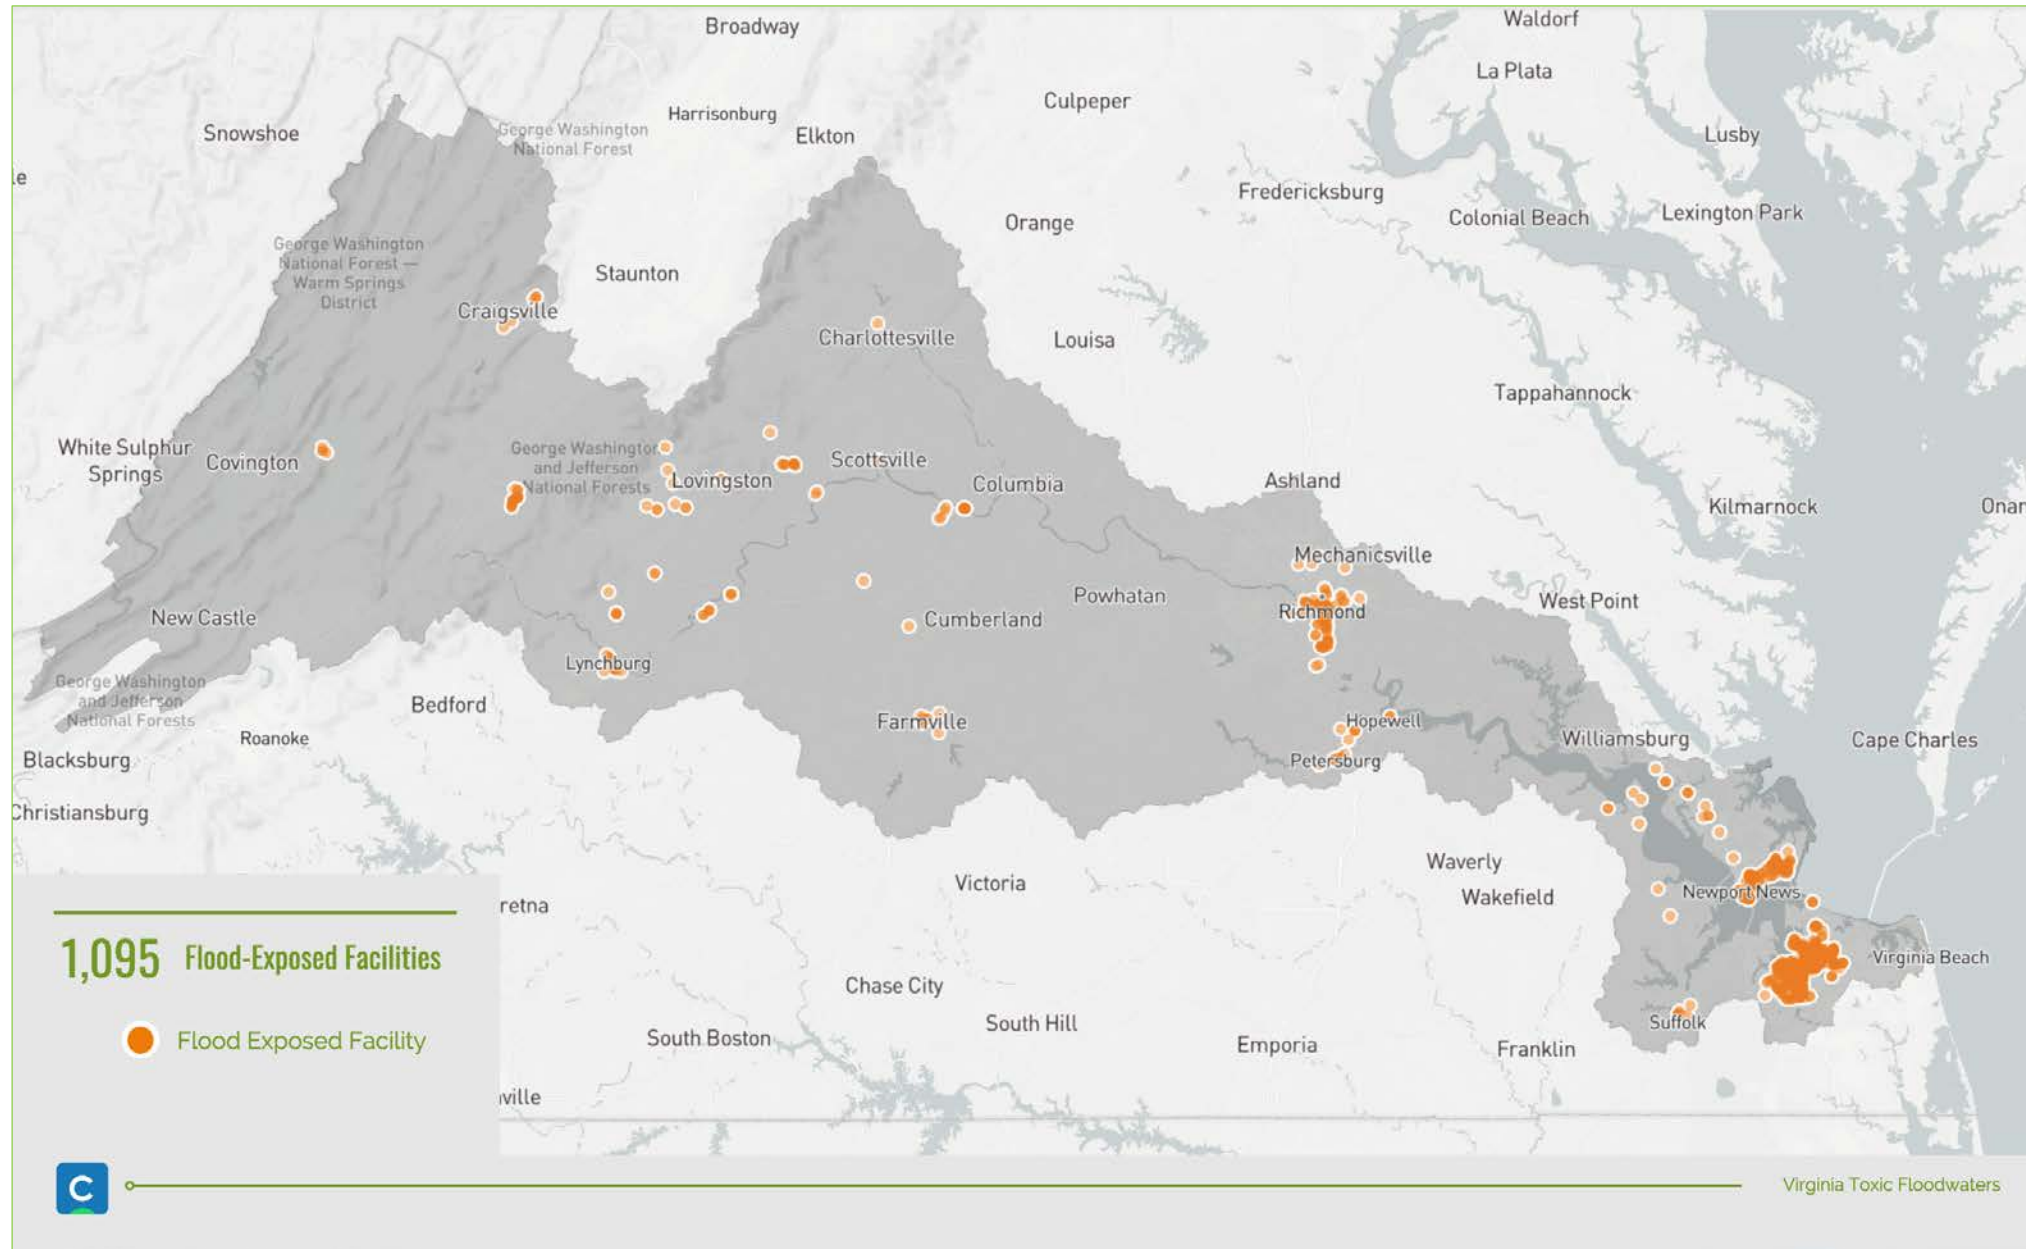 Broadway
Waldorf
La Plata
Culpeper
Harrisonburg
Snowshoe
George Washington
National Forest
Elkton
Lusby
le
Fredericksburg
Colonial Beach
Lexington Park
Orange
George Washington
National Forest —
Warm Springs
District
Staunton
Craigsville
Charlottesville
Louisa
Tappahannock
White Sulphur
Springs
Covington
George Washington
and Jefferson
National Forests
Lovingston
Scottsville
Columbia
Ashland
Kilmarnock
Onan
Mechanicsville
New Castle
Cumberland
Powhatan
Richmond
West Point
Lynchburg
George Washington
and Jefferson
National Forests
Bedford
Farmville
Hopewell
Roanoke
Blacksburg
Petersburg
Williamsburg
Cape Charles
Christiansburg
Waverly
Wakefield
Victoria
Newport News
retna
1,095 Flood-Exposed Facilities
Virginia Beach
Chase City
South Hill
Suffolk
Flood Exposed Facility
South Boston
Emporia
Franklin
ville
C
Virginia Toxic Floodwaters